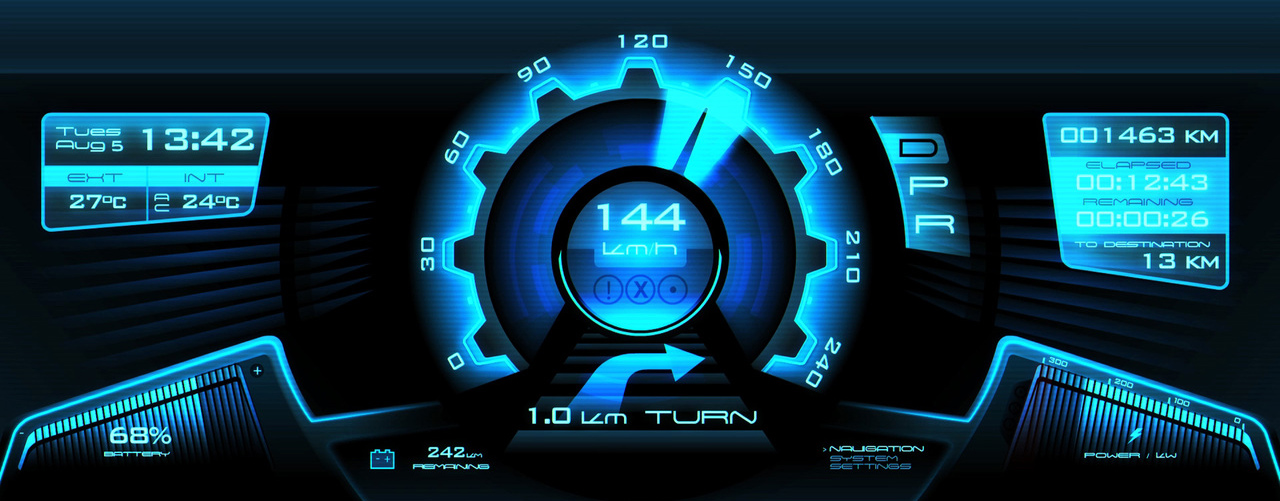 Tues
Aug 5
13:42
EXT INT
27ºC AC 24ºC
0
30
60
90
120
150
180
210
240
144
km/h
! X
1.0 km TURN
D
P
R
001463 KM
ELAPSED
00:12:43
REMAINING
00:00:26
TO DESTINATION
13 KM
- +
68%
BATTERY
- +
242 km
REMAINING
> NAVIGATION
SYSTEM
SETTINGS
300
200
100
0
POWER / kW